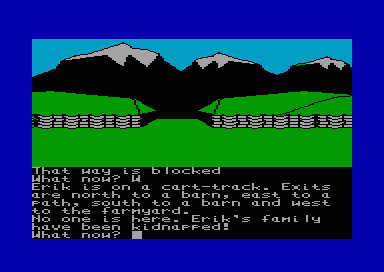 That way is blocked
What now? W
Erik is on a cart-track. Exits
are north to a barn, east to a
path, south to a barn and west
to the farmyard.
No one is here. Erik's family
have been kidnapped!
What now?